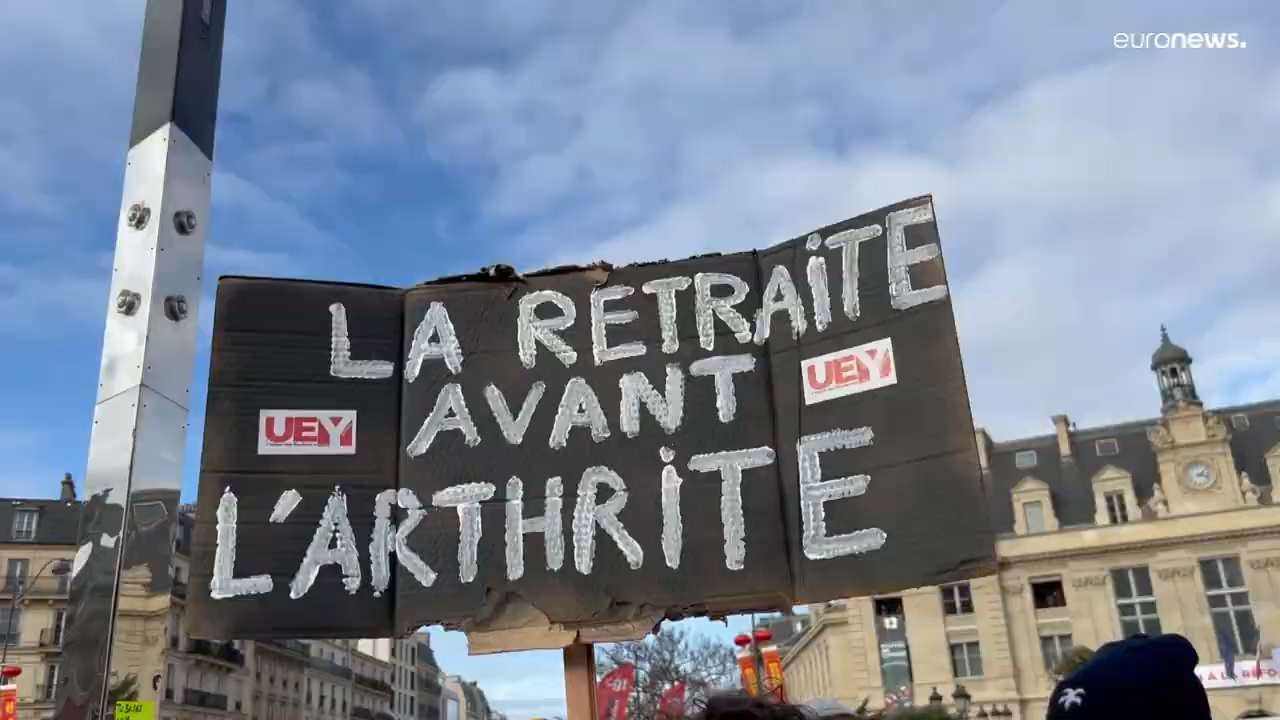 euronews.
LA RETRAiTE
AVANT
UEY
UEY
L'ARTHRiTE